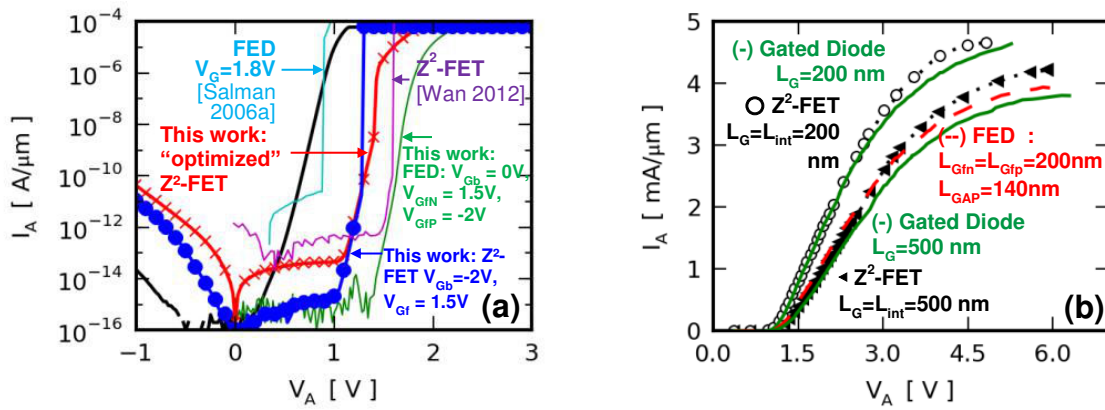 I_A [ A/μm ]
10^-4
10^-6
10^-8
10^-10
10^-12
10^-14
10^-16
FED
V_G=1.8V
[Salman
2006a]
Z²-FET
[Wan 2012]
This work:
"optimized"
Z²-FET
This work:
FED: V_Gb = 0V,
V_GfN = 1.5V,
V_GfP = -2V
This work: Z²-
FET V_Gb=-2V,
V_Gf = 1.5V
(a)
−1 0 1 2 3
V_A [ V ]
I_A [ mA/μm ]
5
4
3
2
1
0
(-) Gated Diode
L_G=200 nm
Z²-FET
L_G=L_int=200
nm
(--) FED :
L_Gfn=L_Gfp=200nm
L_GAP=140nm
(-) Gated Diode
L_G=500 nm
Z²-FET
L_G=L_int=500 nm
(b)
0.0 1.5 3.0 4.5 6.0
V_A [ V ]